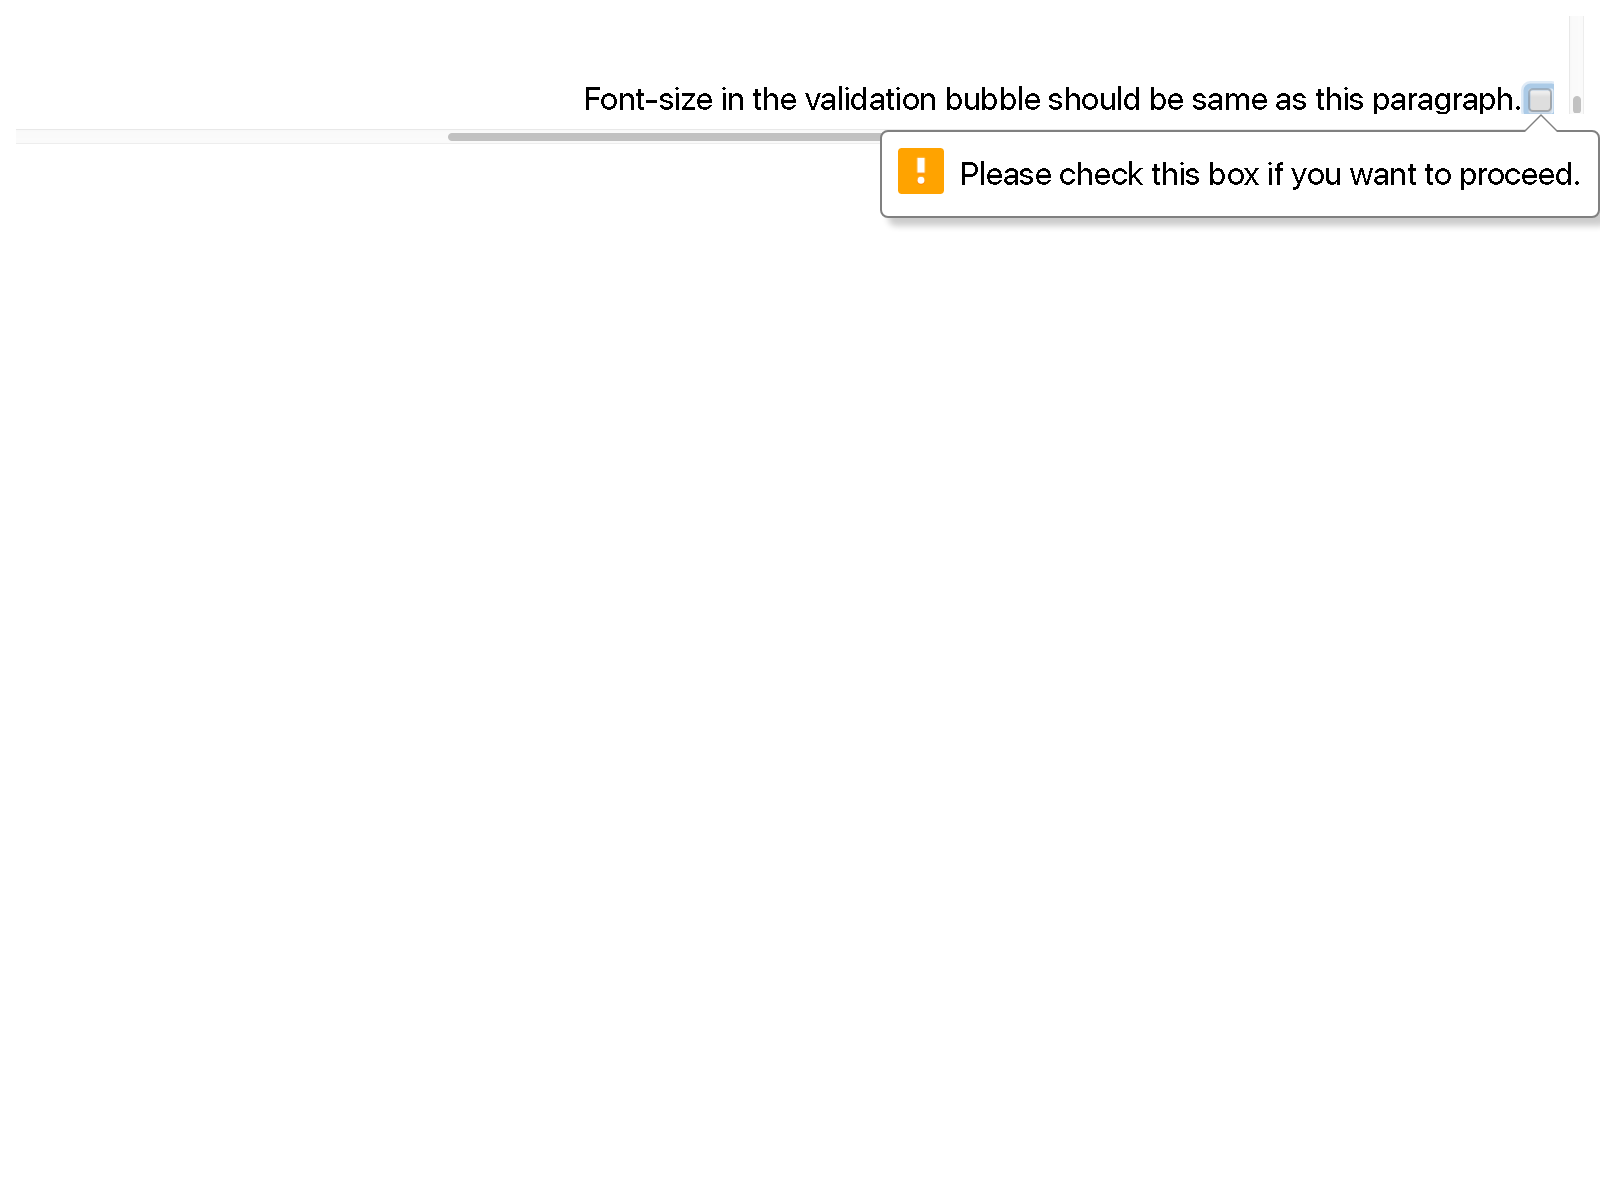 Font-size in the validation bubble should be same as this paragraph.
Please check this box if you want to proceed.